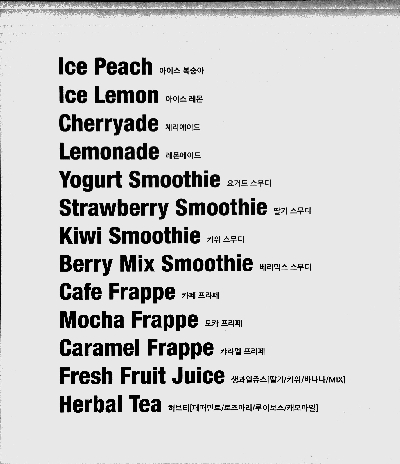 Ice Peach 아이스 복숭아
Ice Lemon 아이스 레몬
Cherryade 체리에이드
Lemonade 레몬에이드
Yogurt Smoothie 요거트 스무디
Strawberry Smoothie 딸기 스무디
Kiwi Smoothie 키위 스무디
Berry Mix Smoothie 베리믹스 스무디
Cafe Frappe 카페 프라페
Mocha Frappe 모카 프라페
Caramel Frappe 카라멜 프라페
Fresh Fruit Juice 생과일쥬스[딸기/키위/바나나/MIX]
Herbal Tea 허브티[페퍼민트/로즈마리/루이보스/캐모마일]